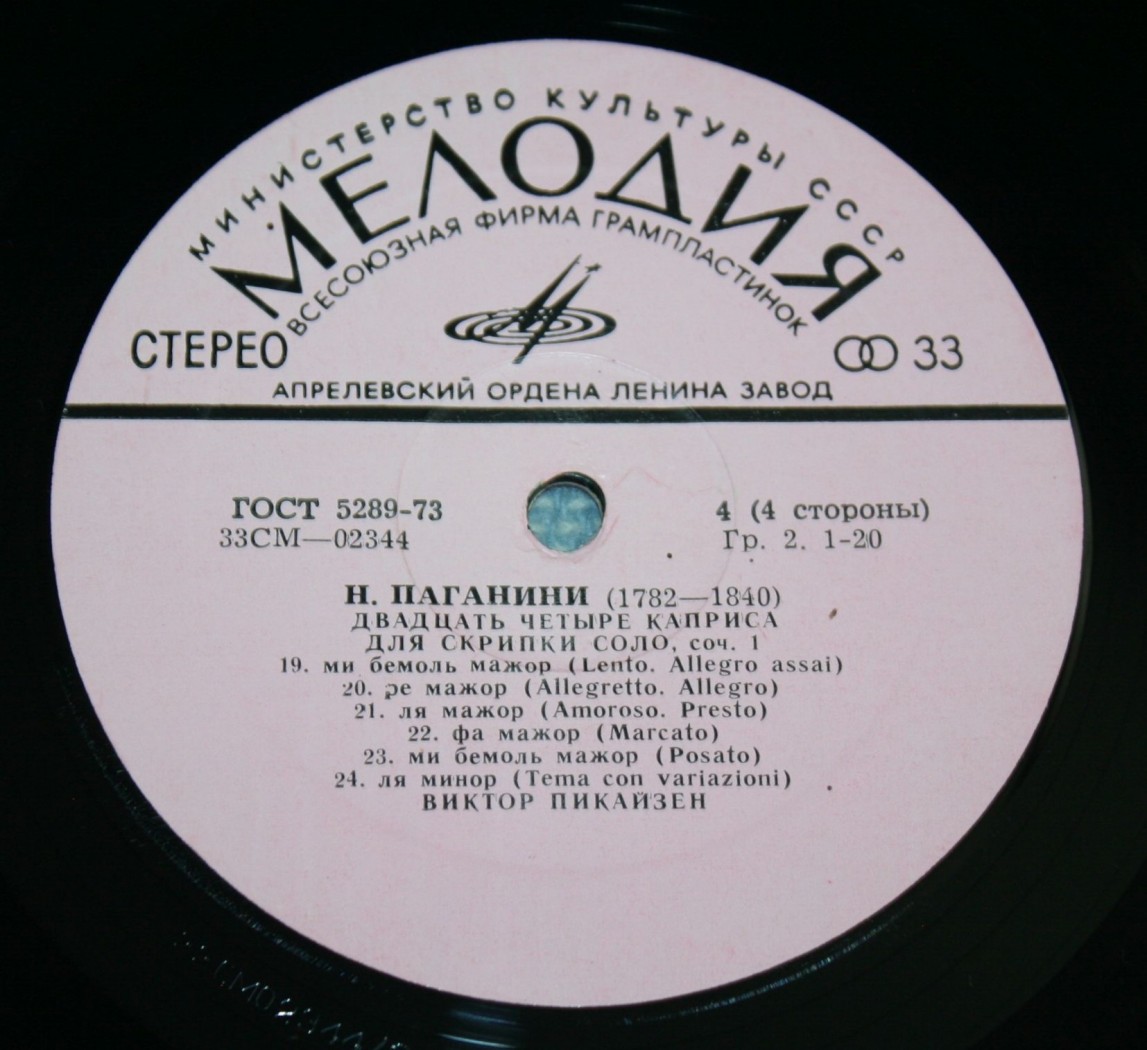 МИНИСТЕРСТВО КУЛЬТУРЫ СССР
МЕЛОДИЯ
ВСЕСОЮЗНАЯ ФИРМА ГРАМПЛАСТИНОК
СТЕРЕО
33
АПРЕЛЕВСКИЙ ОРДЕНА ЛЕНИНА ЗАВОД
ГОСТ 5289-73
4 (4 стороны)
33СМ—02344
Гр. 2. 1-20
Н. ПАГАНИНИ (1782—1840)
ДВАДЦАТЬ ЧЕТЫРЕ КАПРИСА
ДЛЯ СКРИПКИ СОЛО, соч. 1
19. ми бемоль мажор (Lento. Allegro assai)
20. ре мажор (Allegretto. Allegro)
21. ля мажор (Amoroso. Presto)
22. фа мажор (Marcato)
23. ми бемоль мажор (Posato)
24. ля минор (Tema con variazioni)
ВИКТОР ПИКАЙЗЕН